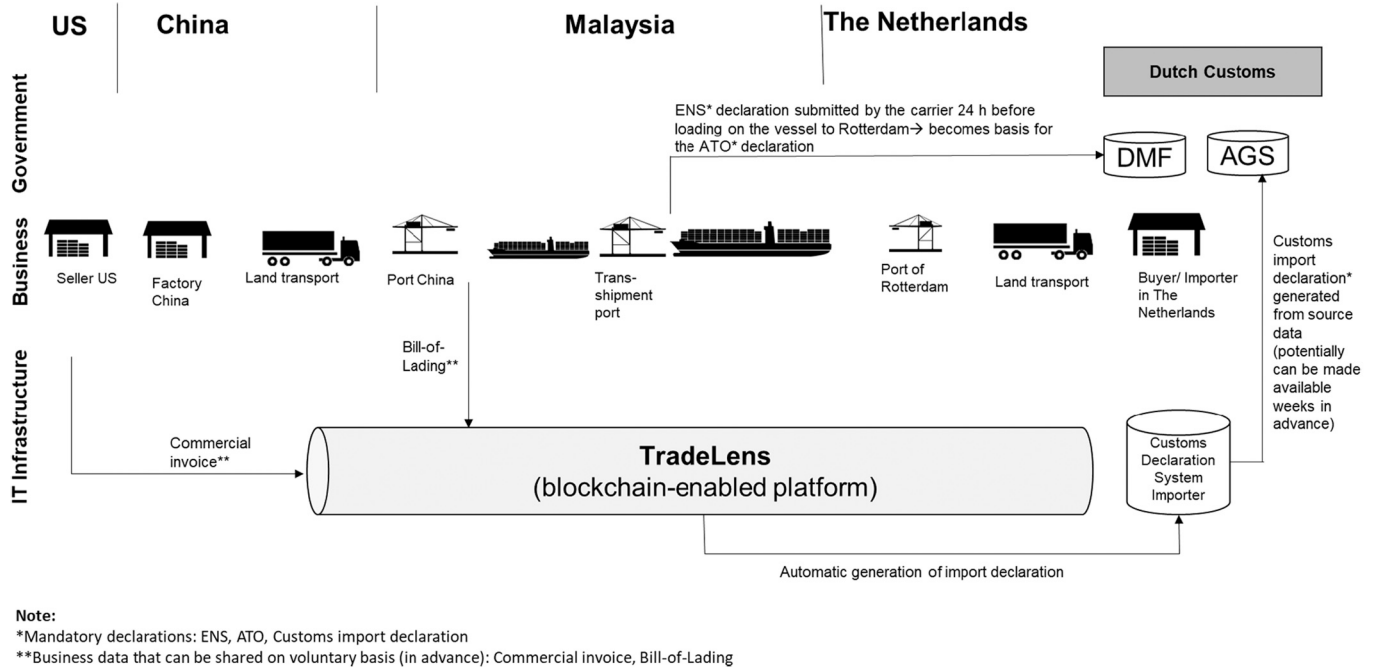 US
China
Malaysia
The Netherlands
Government
Dutch Customs
ENS* declaration submitted by the carrier 24 h before
loading on the vessel to Rotterdam→ becomes basis for
the ATO* declaration
DMF
AGS
Business
Seller US
Factory
China
Land transport
Port China
Trans-
shipment
port
Port of
Rotterdam
Land transport
Buyer/ Importer
in The
Netherlands
Customs
import
declaration*
generated
from source
data
(potentially
can be made
available
weeks in
advance)
IT Infrastructure
Bill-of-
Lading**
Commercial
invoice**
TradeLens
(blockchain-enabled platform)
Customs
Declaration
System
Importer
Automatic generation of import declaration
Note:
*Mandatory declarations: ENS, ATO, Customs import declaration
**Business data that can be shared on voluntary basis (in advance): Commercial invoice, Bill-of-Lading